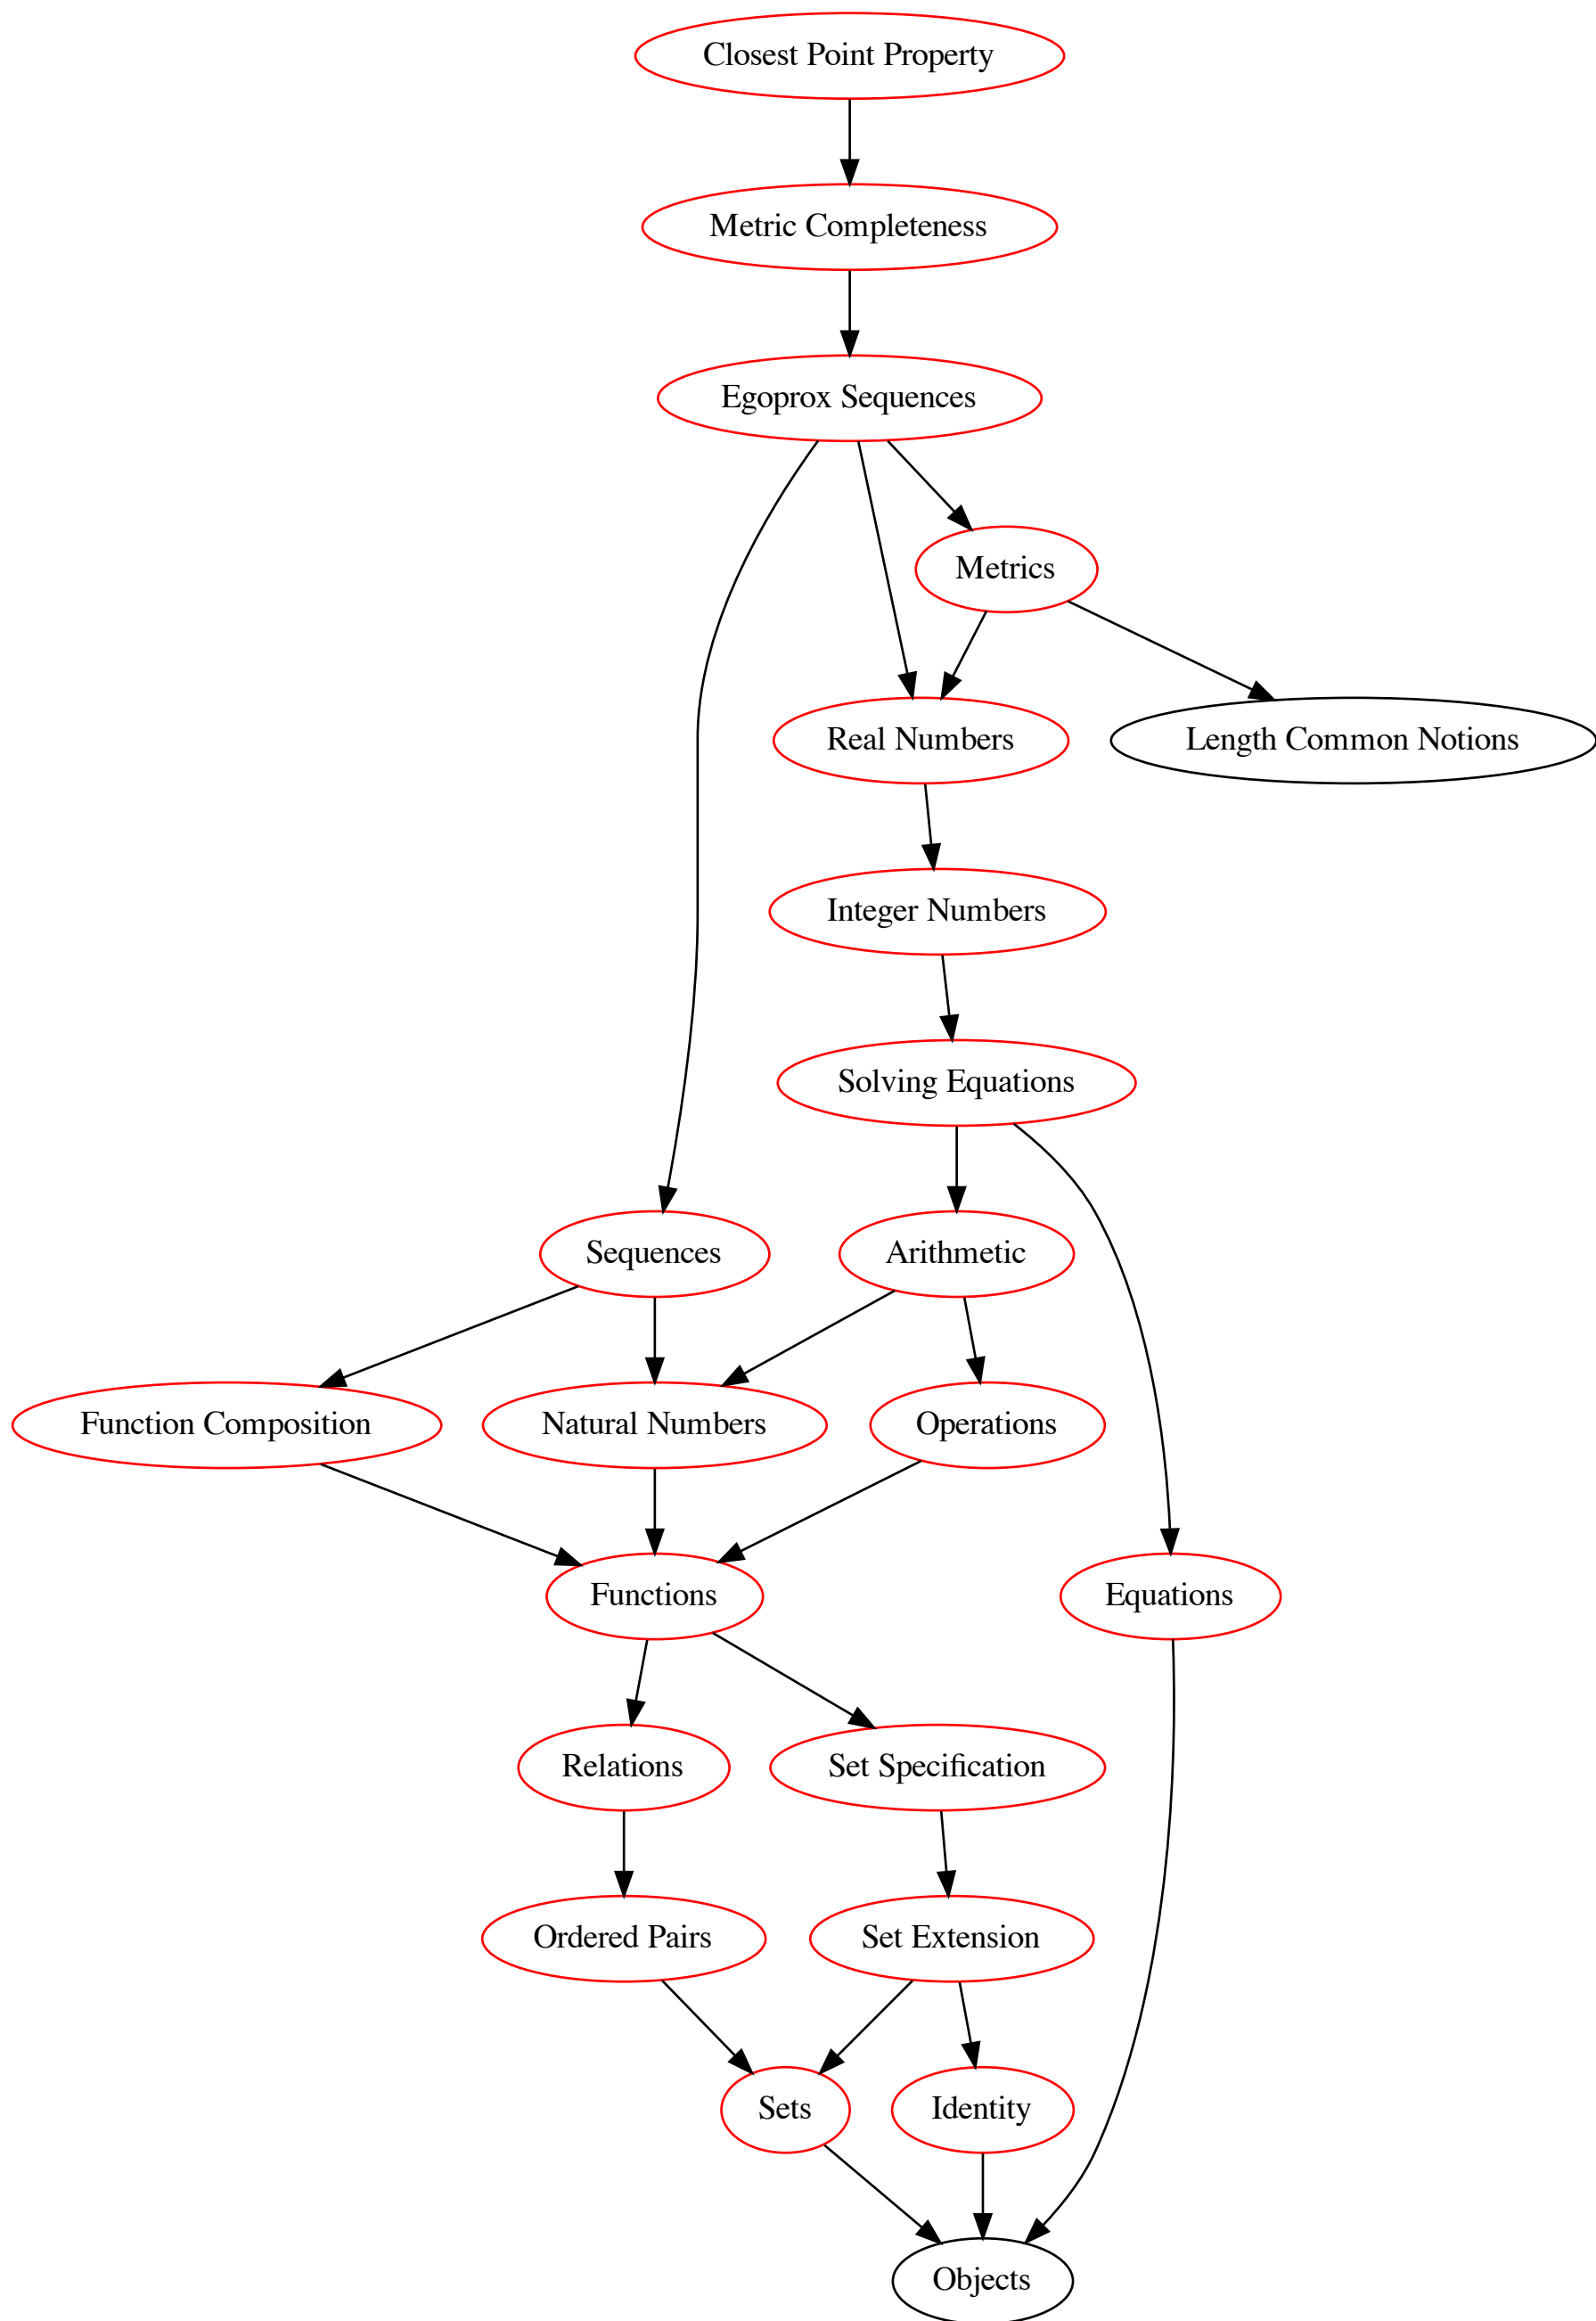 Closest Point Property
Metric Completeness
Egoprox Sequences
Metrics
Real Numbers
Length Common Notions
Integer Numbers
Solving Equations
Sequences
Arithmetic
Function Composition
Natural Numbers
Operations
Functions
Equations
Relations
Set Specification
Ordered Pairs
Set Extension
Sets
Identity
Objects